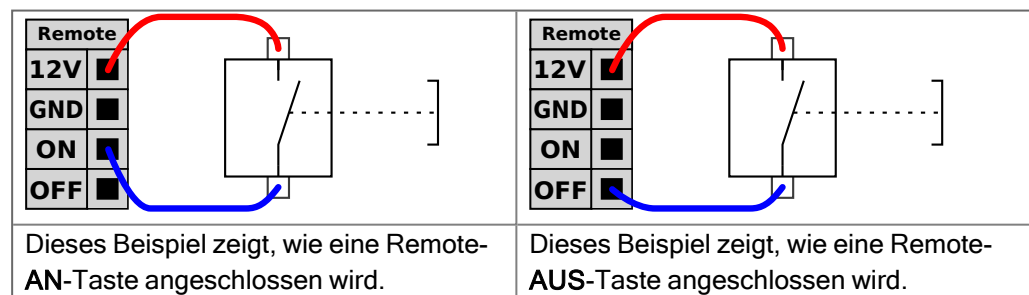 Remote
12V
GND
ON
OFF
Dieses Beispiel zeigt, wie eine Remote-
AN-Taste angeschlossen wird.
Remote
12V
GND
ON
OFF
Dieses Beispiel zeigt, wie eine Remote-
AUS-Taste angeschlossen wird.